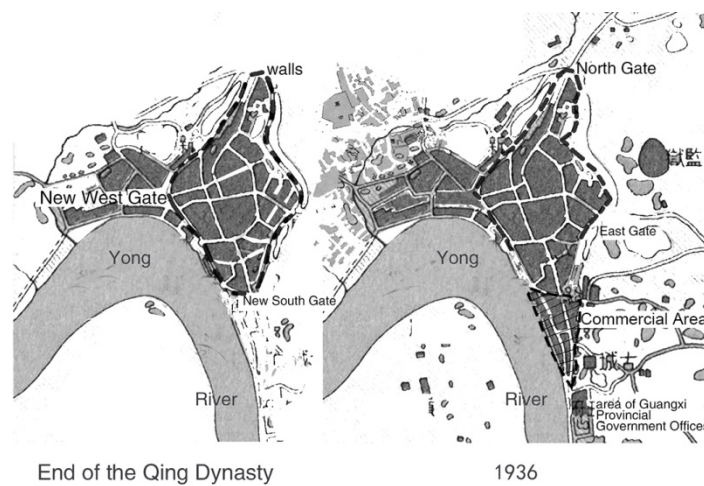 walls
New West Gate
Yong
New South Gate
River
End of the Qing Dynasty
North Gate
獄監
East Gate
Yong
Commercial Area
城古
River
area of Guangxi
Provincial
Government Offices
1936